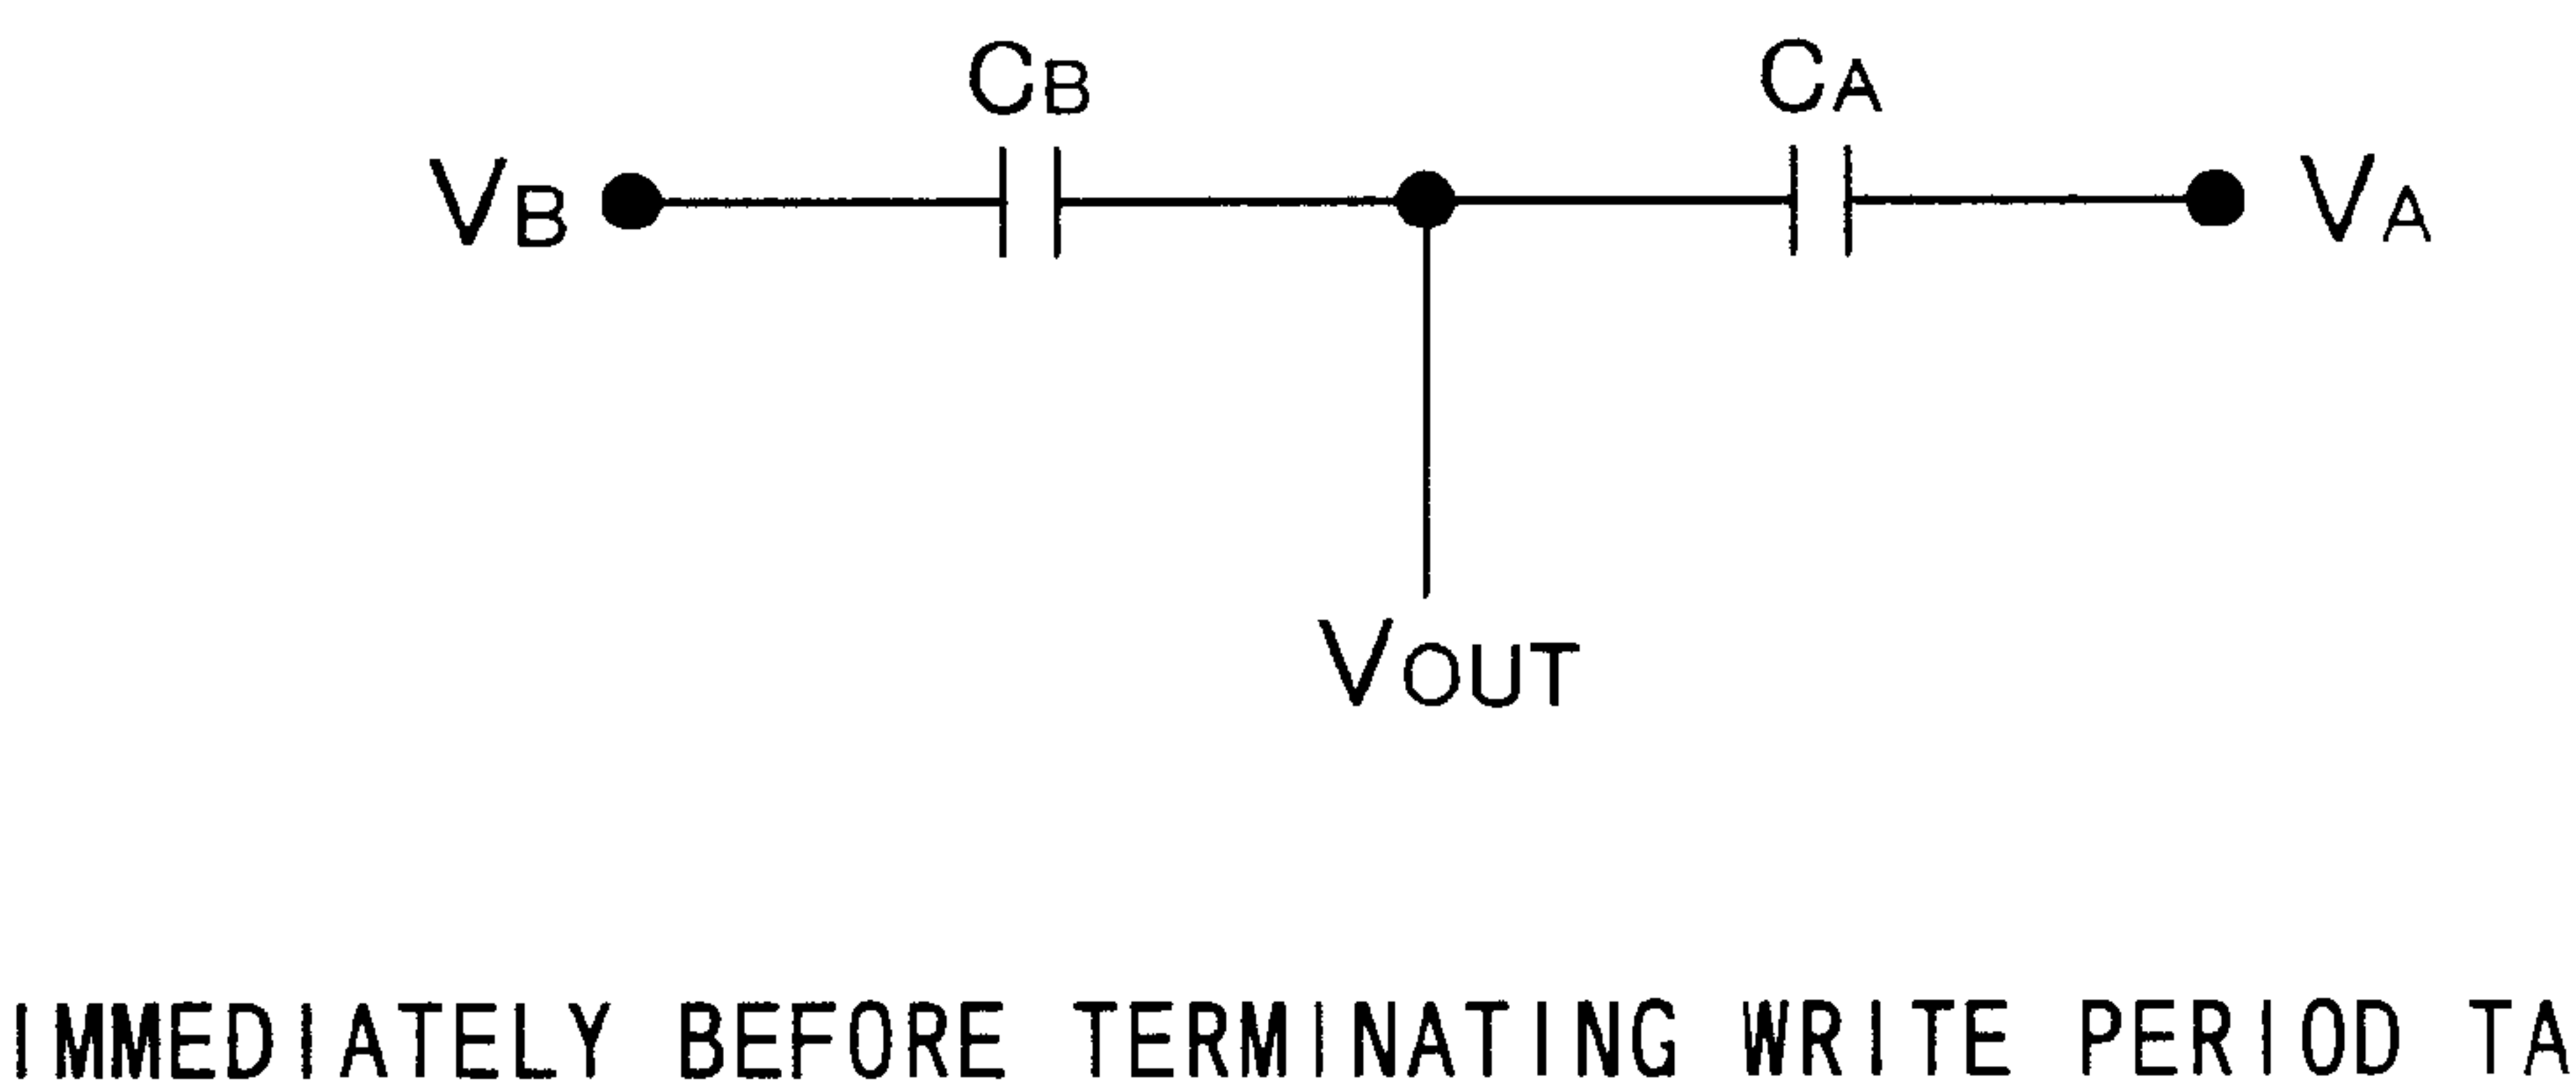 CB CA
VB VA
VOUT
IMMEDIATELY BEFORE TERMINATING WRITE PERIOD TA